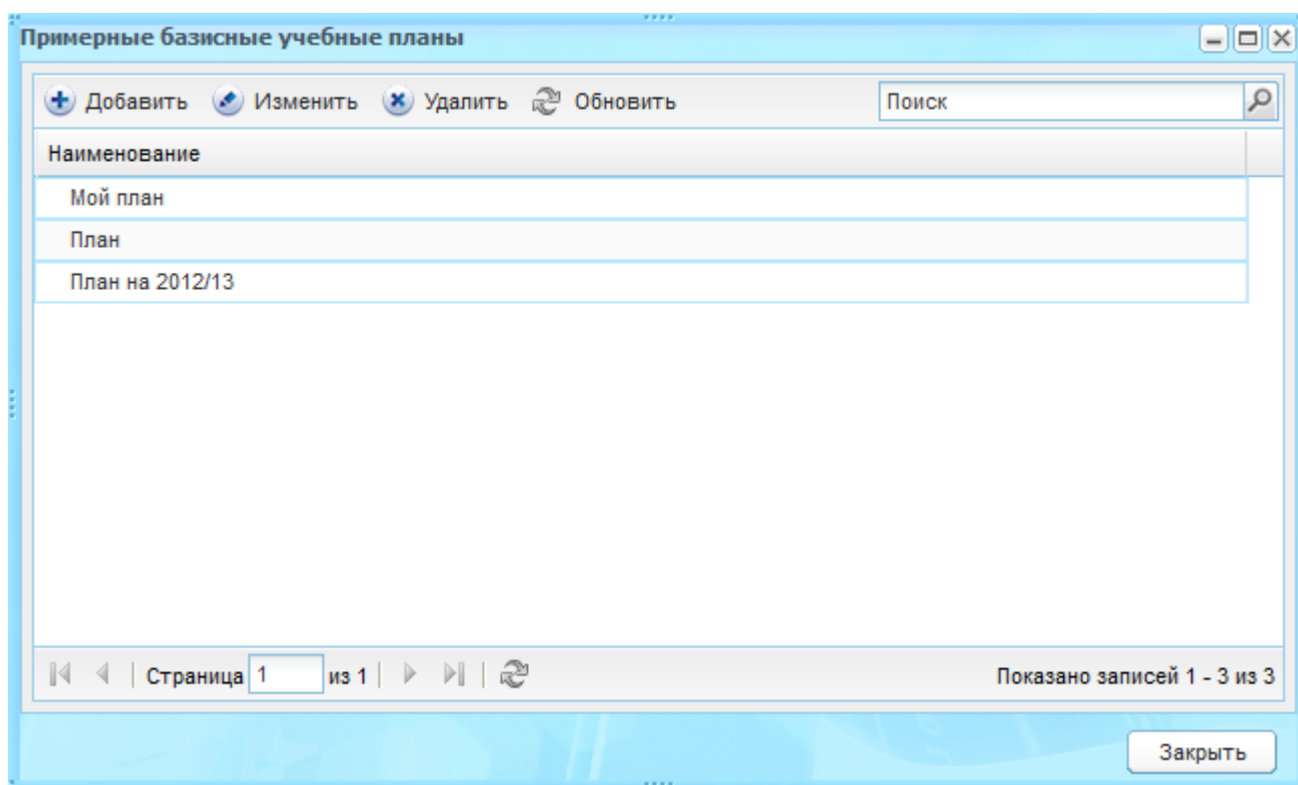 Примерные базисные учебные планы
Добавить Изменить Удалить Обновить Поиск
Наименование
Мой план
План
План на 2012/13
Страница 1 из 1 Показано записей 1 - 3 из 3
Закрыть